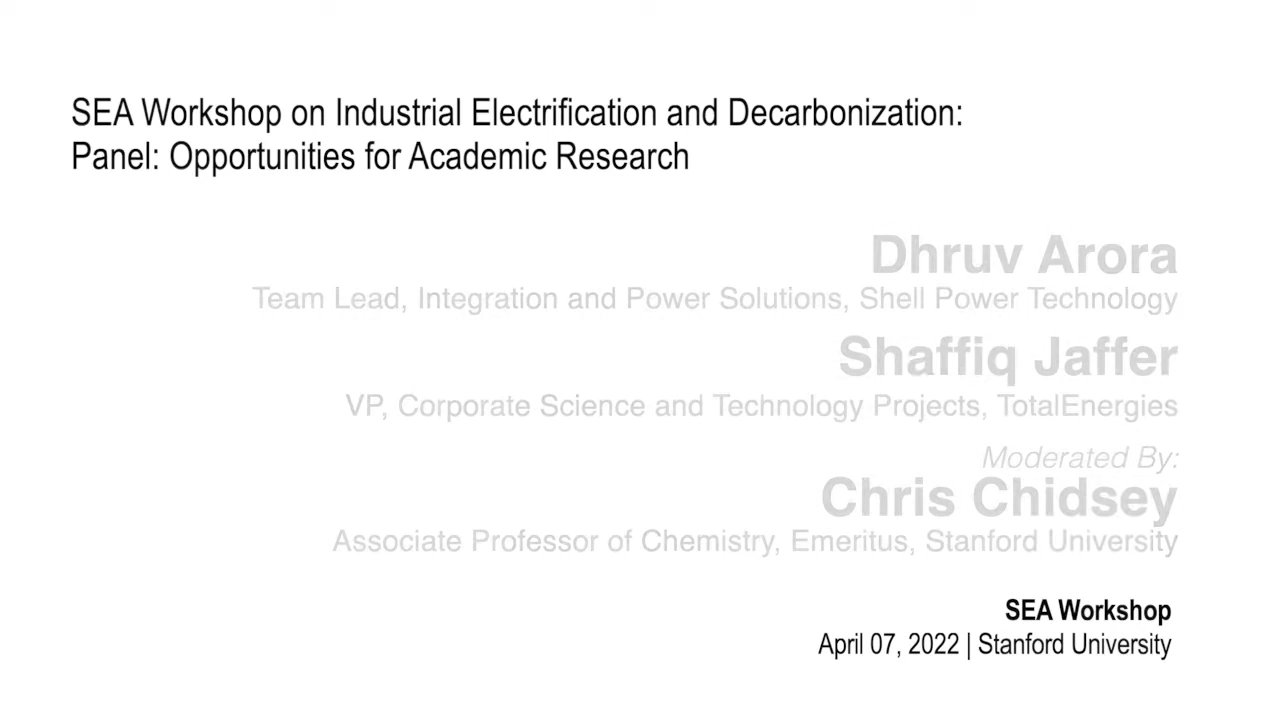 SEA Workshop on Industrial Electrification and Decarbonization:
Panel: Opportunities for Academic Research
Dhruv Arora
Team Lead, Integration and Power Solutions, Shell Power Technology
Shaffiq Jaffer
VP, Corporate Science and Technology Projects, TotalEnergies
Moderated By:
Chris Chidsey
Associate Professor of Chemistry, Emeritus, Stanford University
SEA Workshop
April 07, 2022 | Stanford University